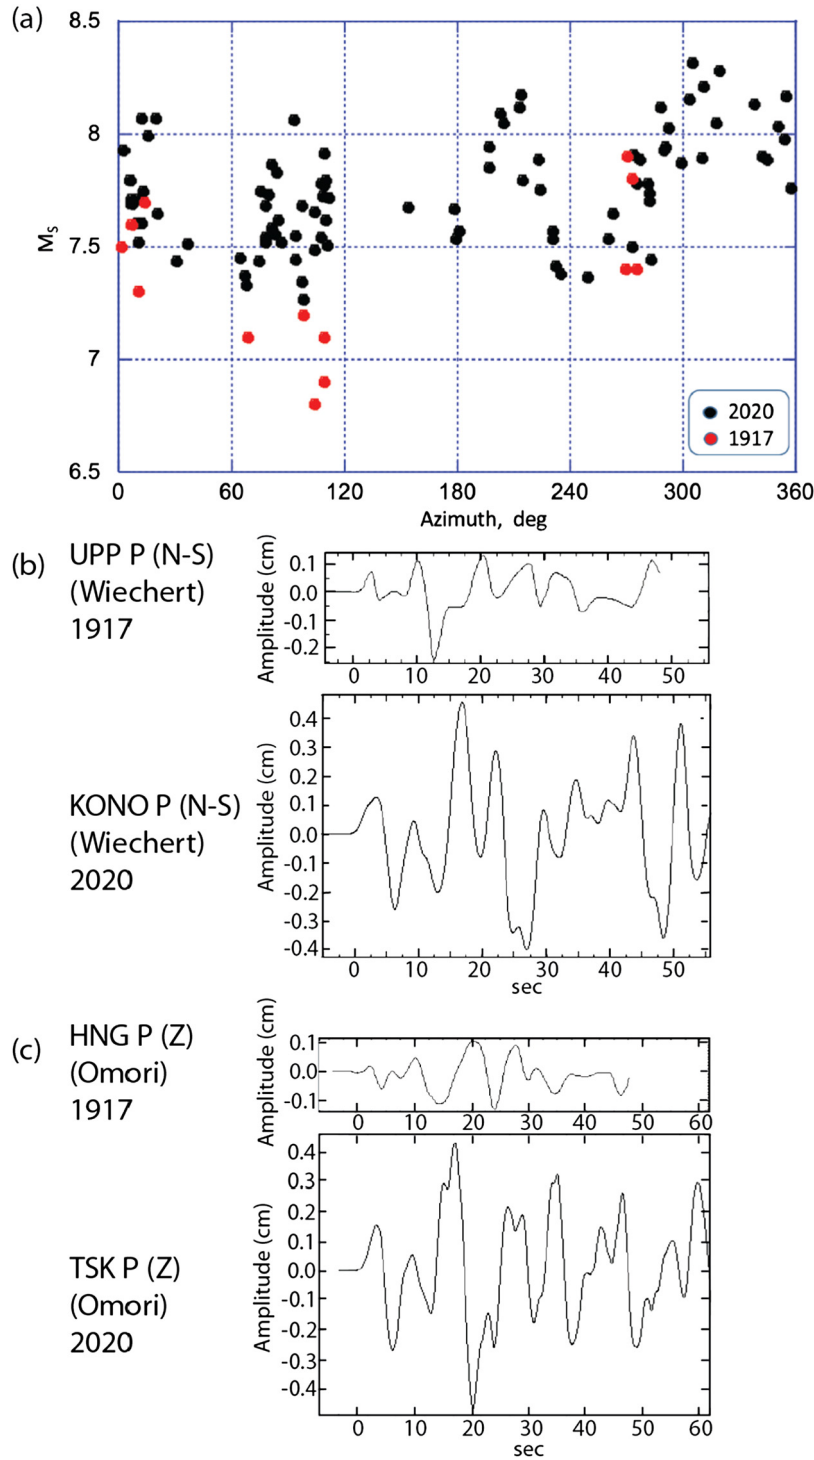 (a)
8.5
8
7.5
7
6.5
M_S
0 60 120 180 240 300 360
Azimuth, deg
2020
1917
(b)
UPP P (N-S)
(Wiechert)
1917
Amplitude (cm)
0.1
0.0
-0.1
-0.2
0 10 20 30 40 50
KONO P (N-S)
(Wiechert)
2020
Amplitude (cm)
0.4
0.3
0.2
0.1
0.0
-0.1
-0.2
-0.3
-0.4
0 10 20 30 40 50
sec
(c)
HNG P (Z)
(Omori)
1917
Amplitude (cm)
0.1
0.0
-0.1
0 10 20 30 40 50 60
TSK P (Z)
(Omori)
2020
Amplitude (cm)
0.4
0.3
0.2
0.1
0.0
-0.1
-0.2
-0.3
-0.4
0 10 20 30 40 50 60
sec